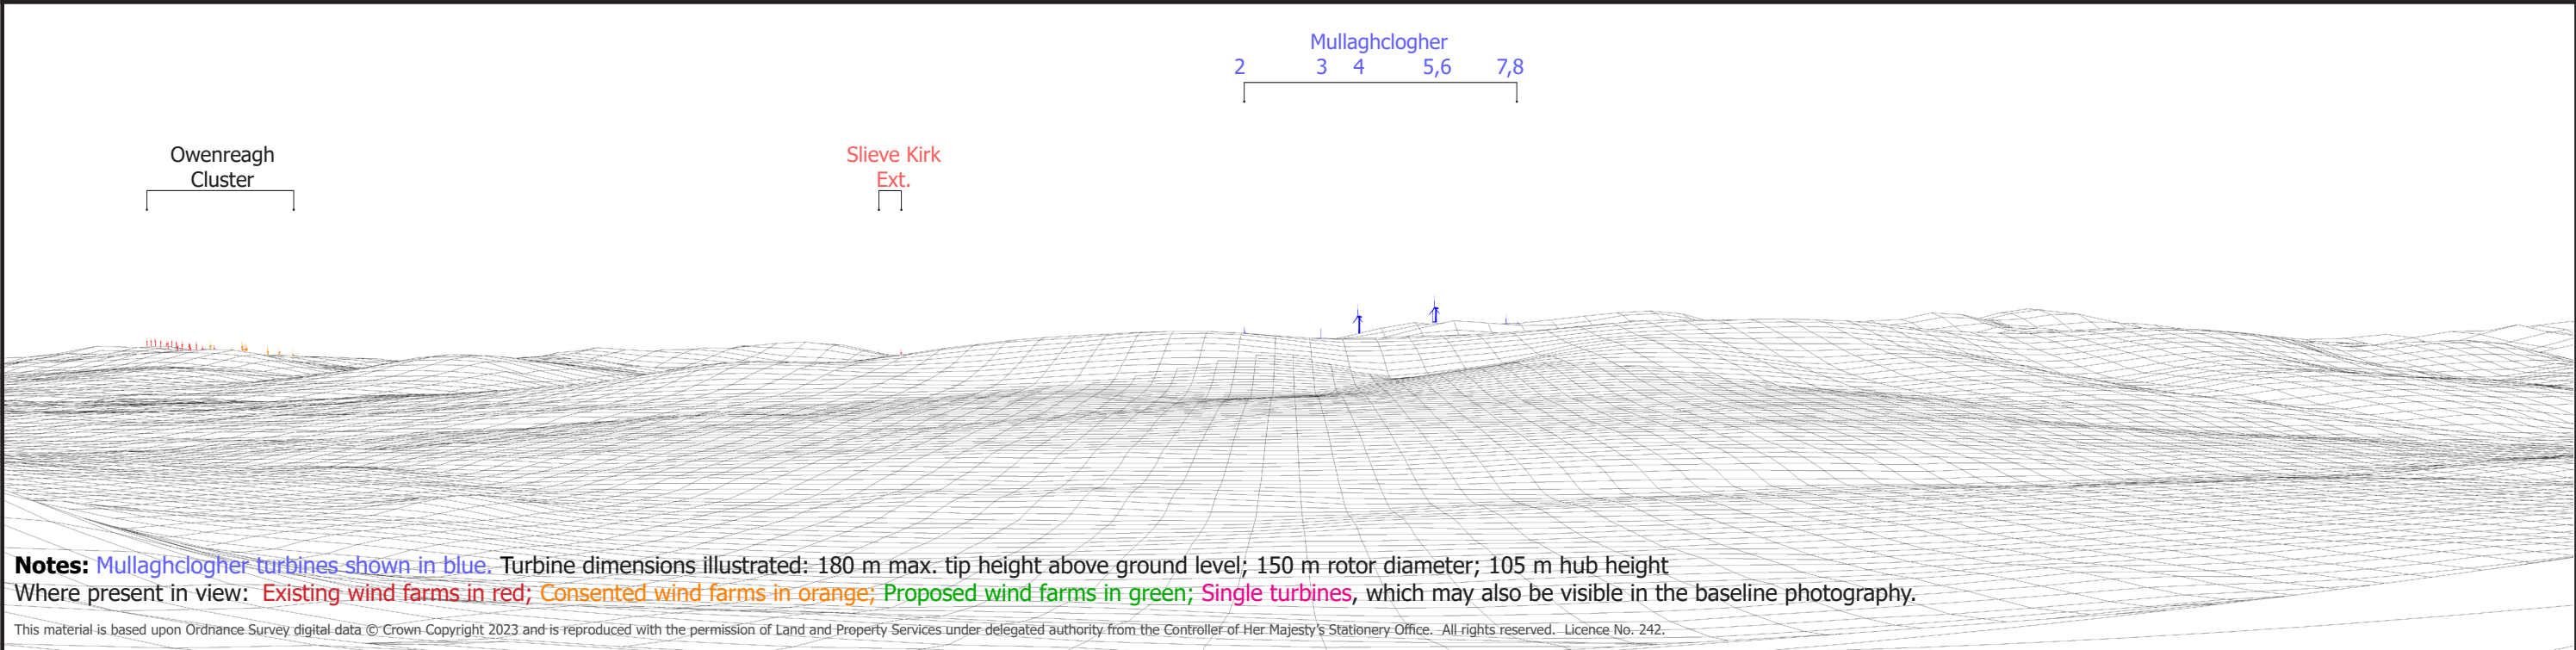 Mullaghclogher
2 3 4 5,6 7,8
Owenreagh
Cluster
Slieve Kirk
Ext.
Notes: Mullaghclogher turbines shown in blue. Turbine dimensions illustrated: 180 m max. tip height above ground level; 150 m rotor diameter; 105 m hub height
Where present in view: Existing wind farms in red; Consented wind farms in orange; Proposed wind farms in green; Single turbines, which may also be visible in the baseline photography.
This material is based upon Ordnance Survey digital data © Crown Copyright 2023 and is reproduced with the permission of Land and Property Services under delegated authority from the Controller of Her Majesty's Stationery Office. All rights reserved. Licence No. 242.